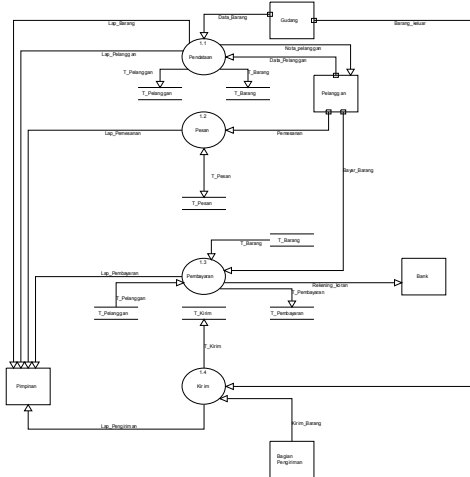 Lap_Barang
Data_Barang
Gudang
Barang_keluar
1.1
Pendataan
Lap_Pelanggan
Nota_pelanggan
Data_Pelanggan
T_Pelanggan
T_Barang
T_Pelanggan
T_Barang
Pelanggan
1.2
Pesan
Lap_Pemesanan
Pemesanan
Bayar_Barang
T_Pesan
T_Pesan
T_Barang
T_Barang
1.3
Pembayaran
Lap_Pembayaran
Rekening_koran
Bank
T_Pelanggan
T_Pembayaran
T_Pelanggan
T_Kirim
T_Pembayaran
T_Kirim
1.4
Kirim
Pimpinan
Lap_Pengiriman
Kirim_Barang
Bagian
Pengiriman